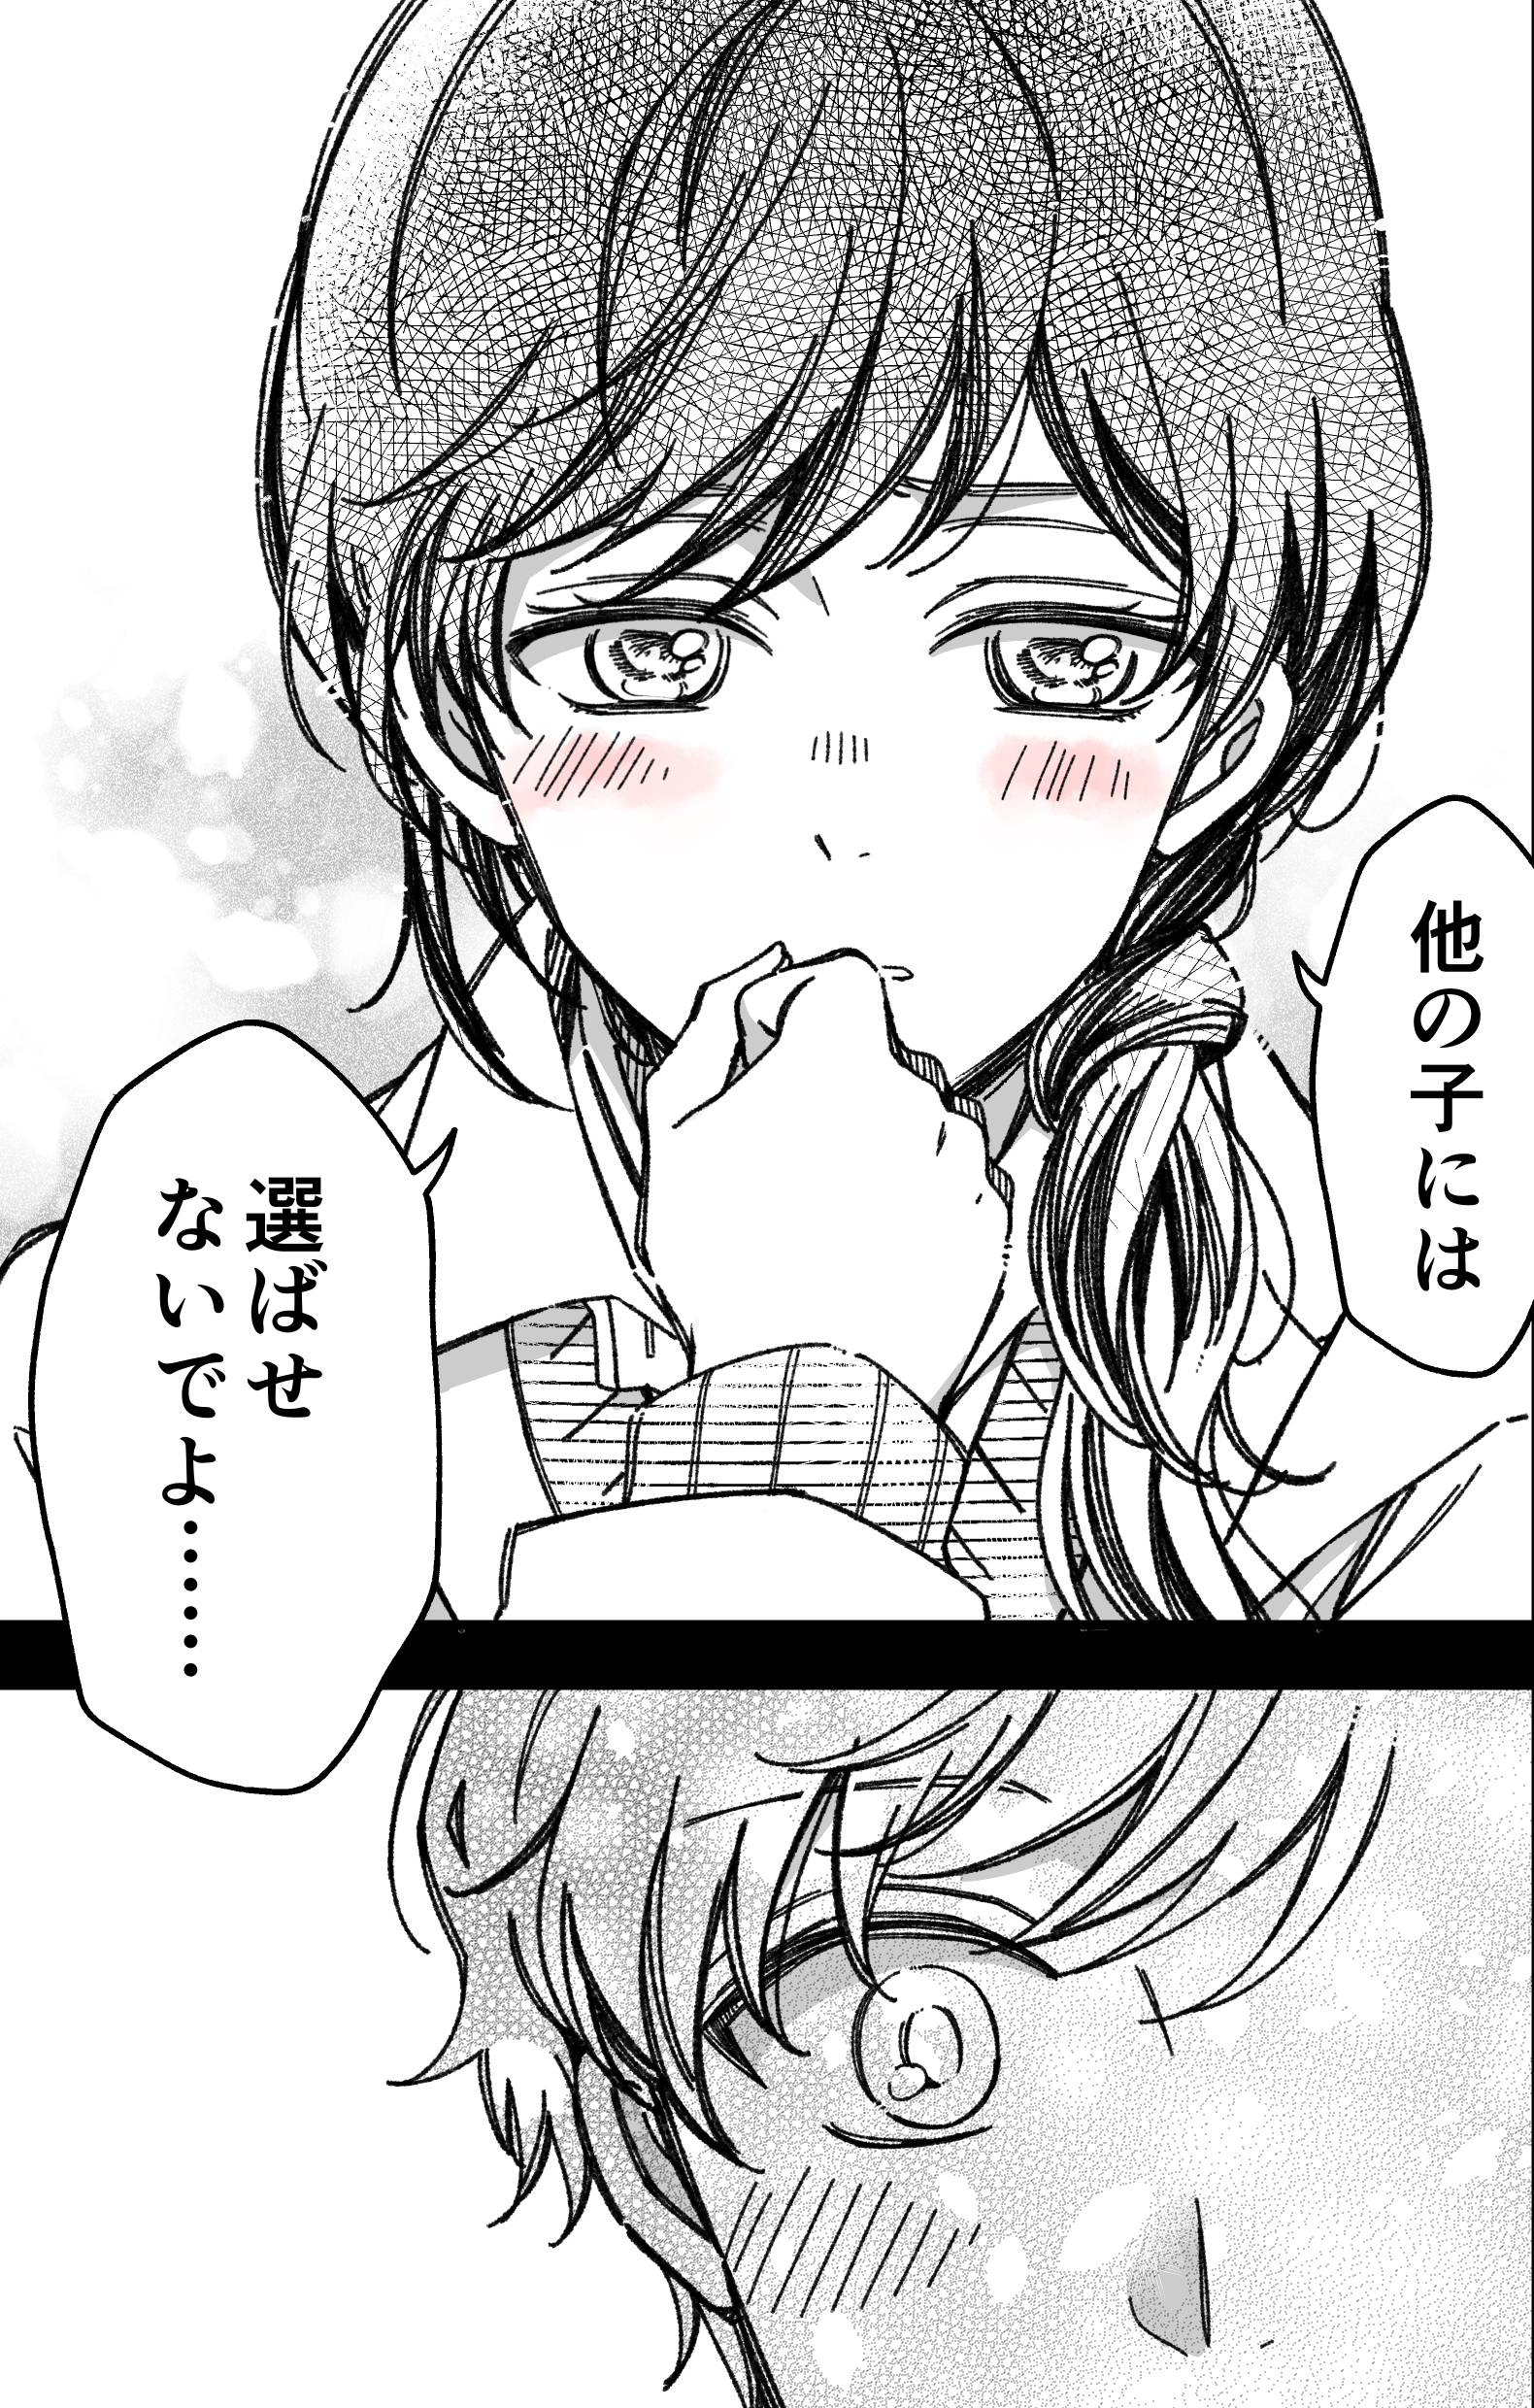 他の子には
選ばせ
ないでよ………